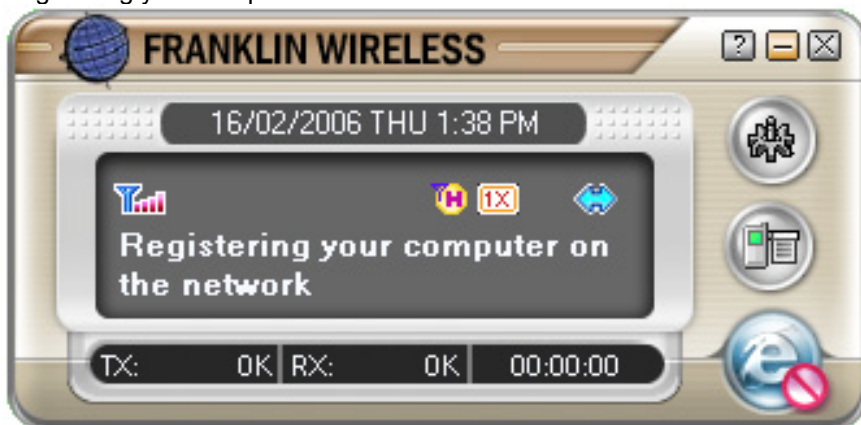 FRANKLIN WIRELESS
?
16/02/2006 THU 1:38 PM
H 1X
Registering your computer on
the network
TX: 0K RX: 0K 00:00:00